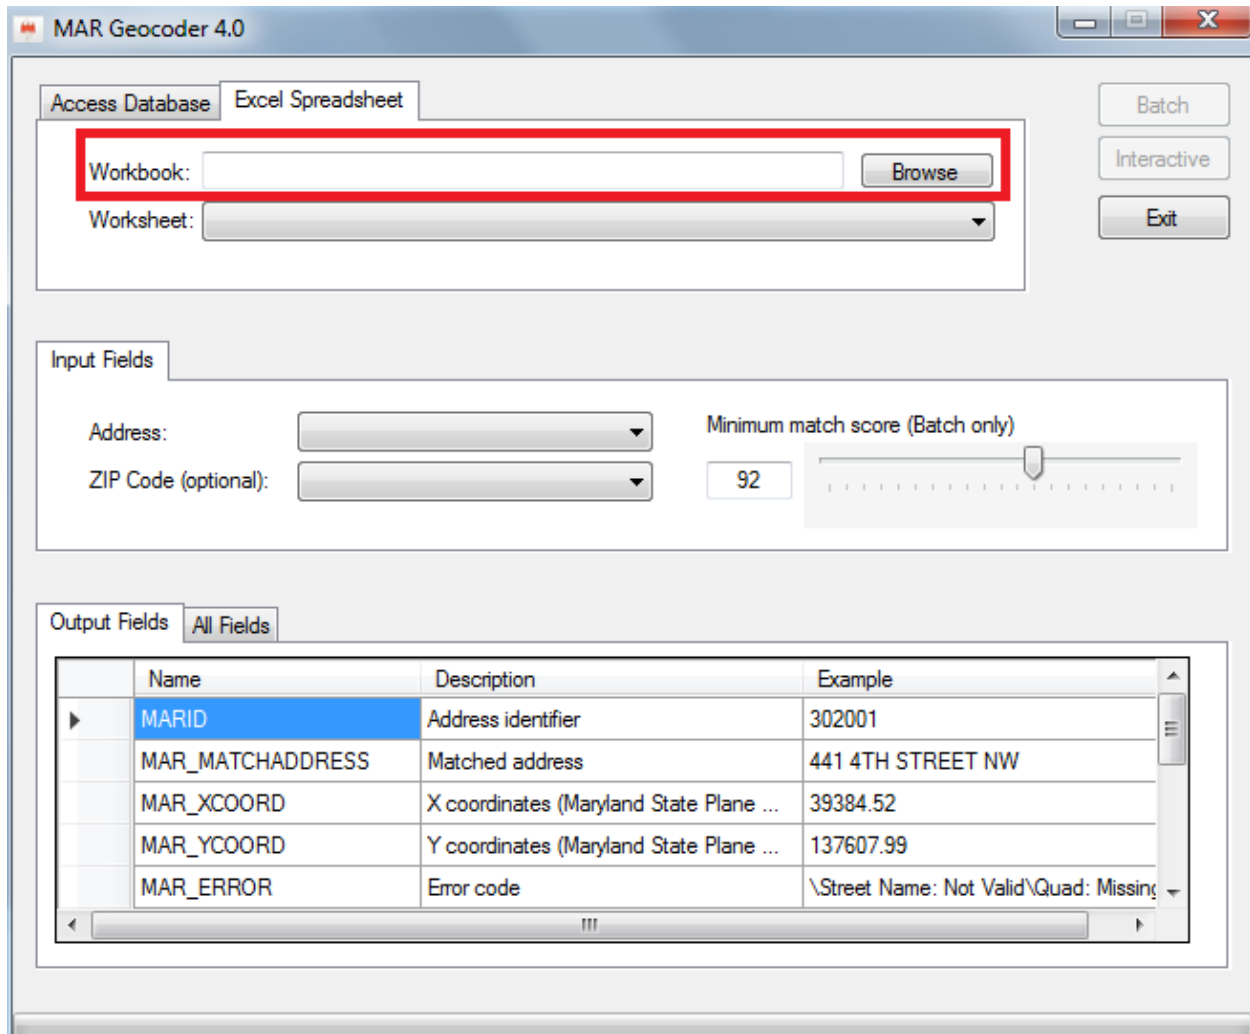 MAR Geocoder 4.0
Access Database Excel Spreadsheet
Batch
Workbook: Browse
Interactive
Worksheet:
Exit
Input Fields
Address:
Minimum match score (Batch only)
ZIP Code (optional):
92
Output Fields All Fields
Name Description Example
MARID Address identifier 302001
MAR_MATCHADDRESS Matched address 441 4TH STREET NW
MAR_XCOORD X coordinates (Maryland State Plane ... 39384.52
MAR_YCOORD Y coordinates (Maryland State Plane ... 137607.99
MAR_ERROR Error code \Street Name: Not Valid\Quad: Missing